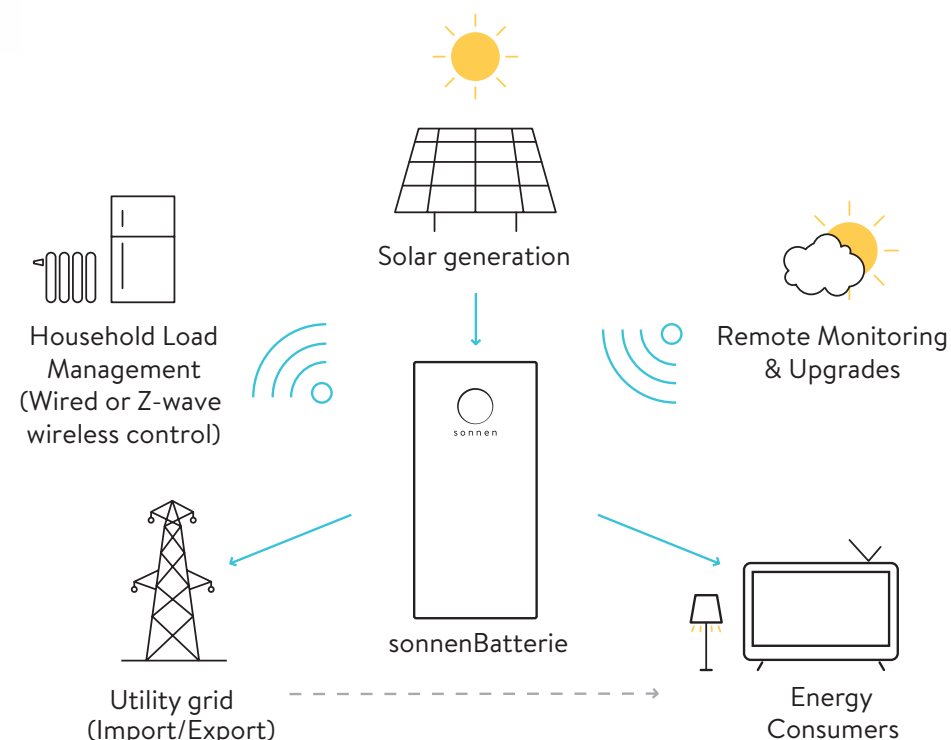 Solar generation
Household Load
Management
(Wired or Z-wave
wireless control)
Remote Monitoring
& Upgrades
sonnen
sonnenBatterie
Utility grid
(Import/Export)
Energy
Consumers